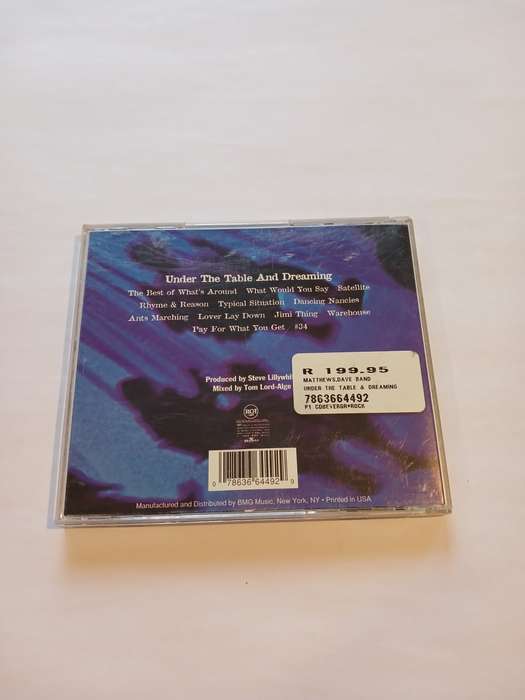 Under The Table And Dreaming
The Best of What's Around What Would You Say Satellite
Rhyme & Reason Typical Situation Dancing Nancies
Ants Marching Lover Lay Down Jimi Thing Warehouse
Pay For What You Get #34
Produced by Steve Lillywhi
Mixed by Tom Lord-Alge
R 199.95
MATTHEWS,DAVE BAND
UNDER THE TABLE & DREAMING
7863664492
P1 CDSEVERGR*ROCK
RCA
0 78636 64492 9
Manufactured and Distributed by BMG Music, New York, NY • Printed in USA